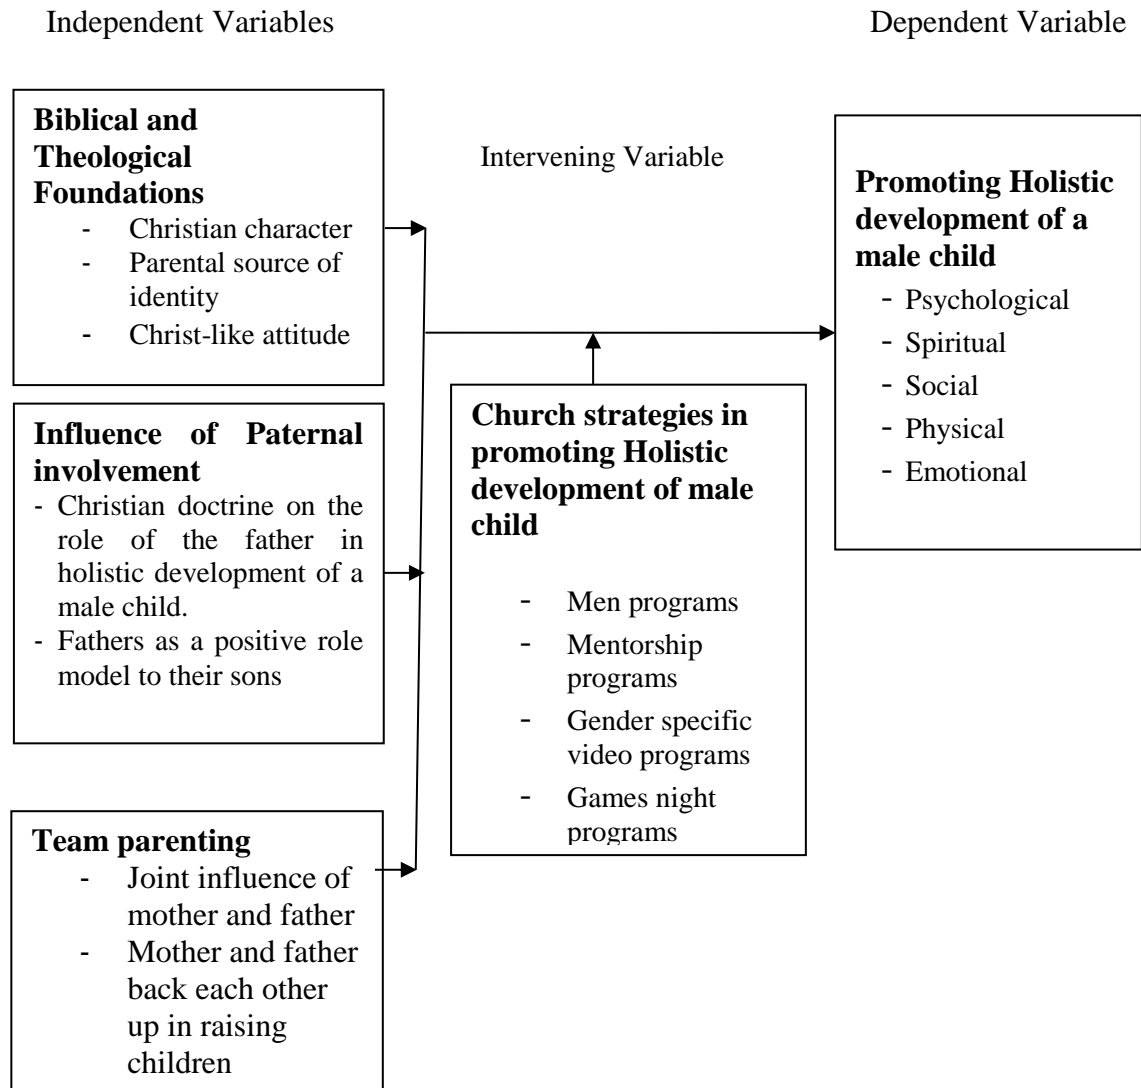 Independent Variables
Dependent Variable
Biblical and
Theological
Foundations
- Christian character
- Parental source of
identity
- Christ-like attitude
Intervening Variable
Promoting Holistic
development of a
male child
- Psychological
- Spiritual
- Social
- Physical
- Emotional
Influence of Paternal
involvement
- Christian doctrine on the
role of the father in
holistic development of a
male child.
- Fathers as a positive role
model to their sons
Church strategies in
promoting Holistic
development of male
child
- Men programs
- Mentorship
programs
- Gender specific
video programs
- Games night
programs
Team parenting
- Joint influence of
mother and father
- Mother and father
back each other
up in raising
children